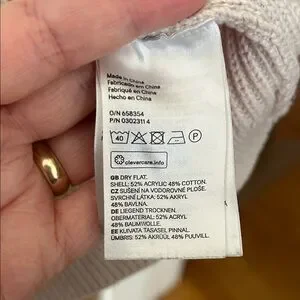 Made in China
Fabricado en China
Fabriqué en Chine
Hecho en China
O/N 658354
P/N 03023114
40 P
clevercare.info
GB DRY FLAT.
SHELL: 52% ACRYLIC 48% COTTON.
CZ SUŠENÍ NA VODOROVNÉ PLOŠE.
SVRCHNÍ LÁTKA: 52% AKRYL
48% BAVLNA.
DE LIEGEND TROCKNEN.
OBERMATERIAL: 52% ACRYL
48% BAUMWOLLE.
EE KUIVATA TASASEL PINNAL.
ÜMBRIS: 52% AKRÜÜL 48% PUUVILL.